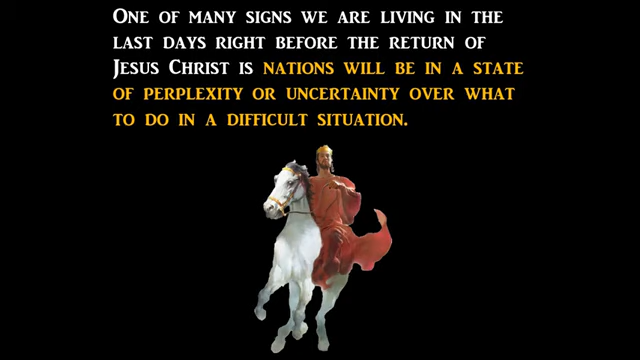 One of many signs we are living in the
last days right before the return of
Jesus Christ is nations will be in a state
of perplexity or uncertainty over what
to do in a difficult situation.